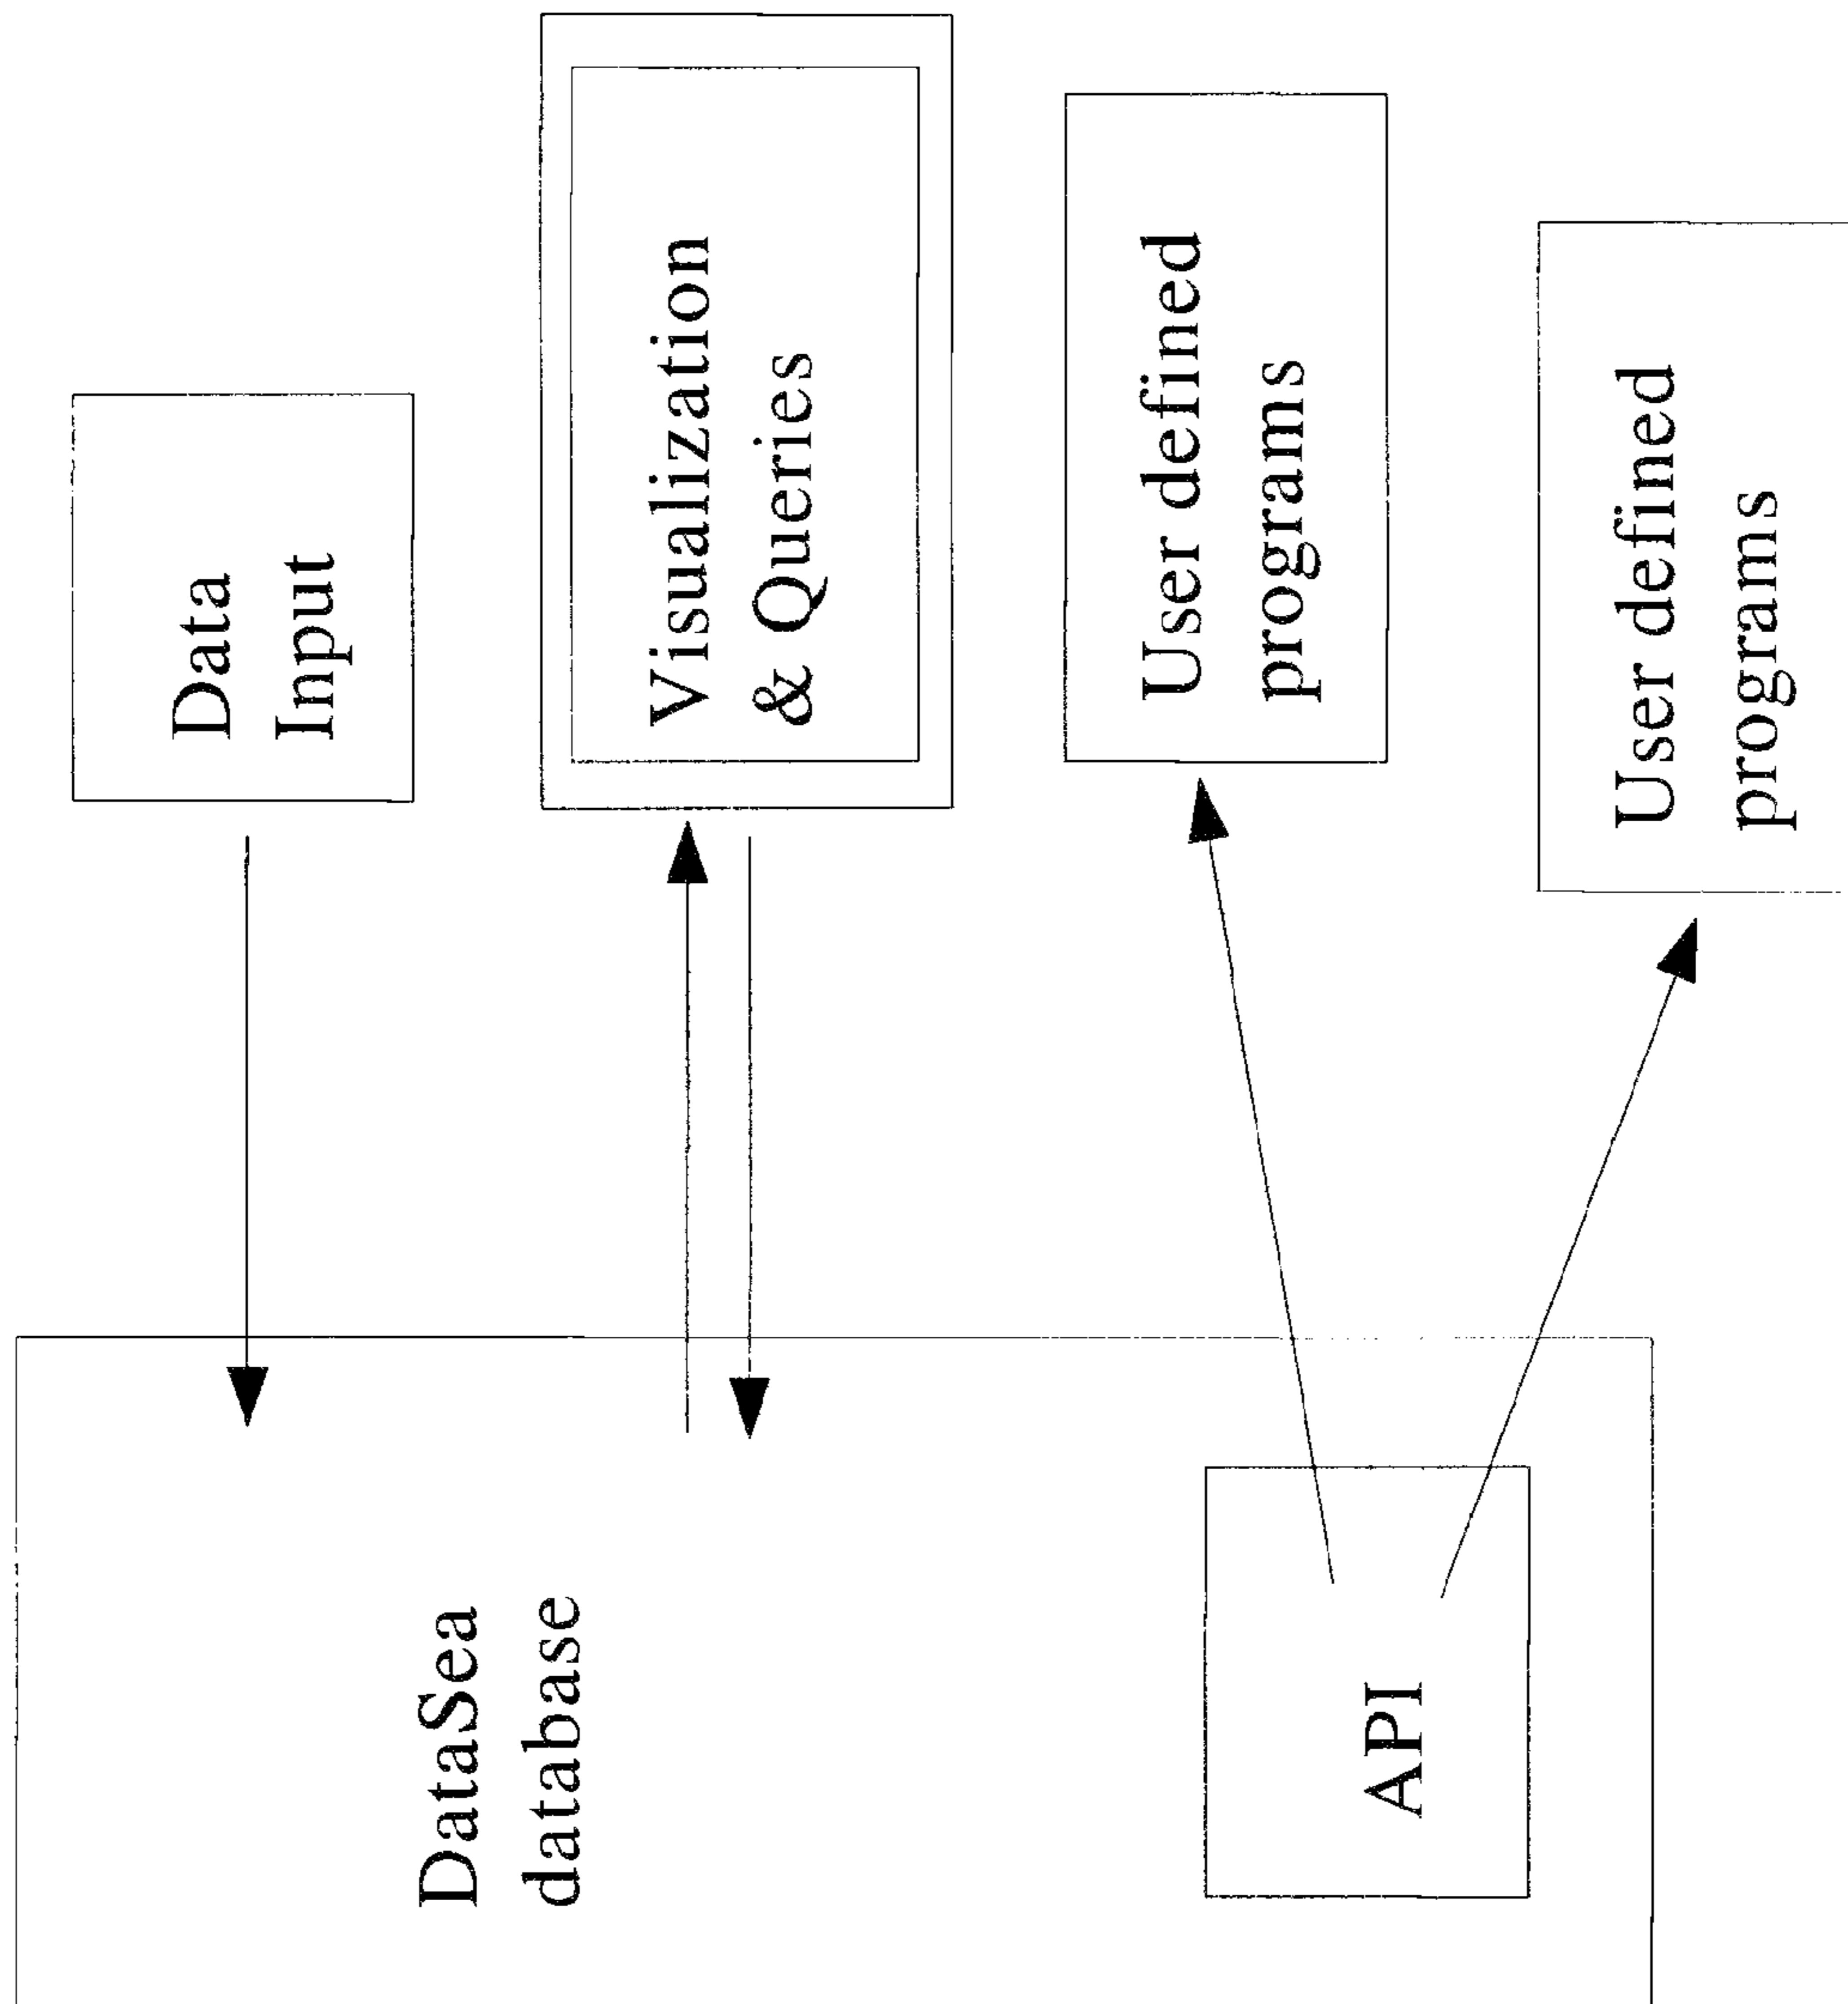 Data
Input
Visualization
& Queries
User defined
programs
User defined
programs
DataSea
database
API